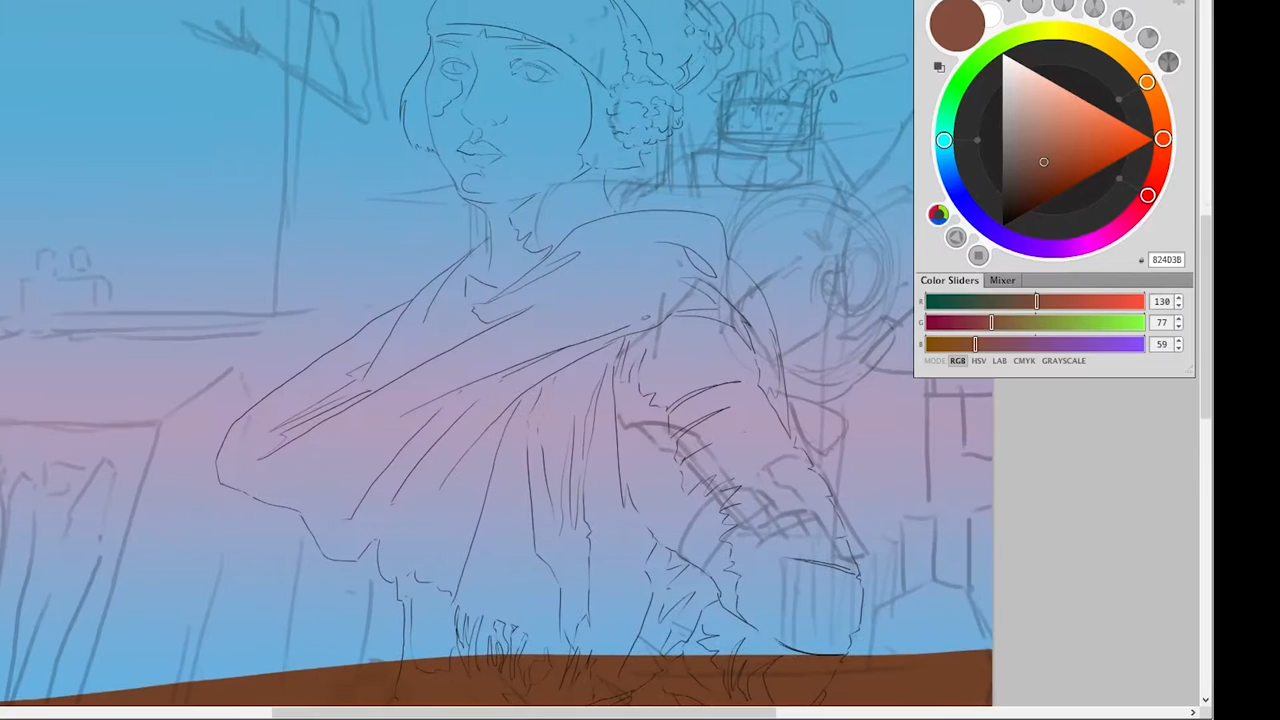 # 824D3B
Color Sliders Mixer
R 130
G 77
B 59
MODE RGB HSV LAB CMYK GRAYSCALE